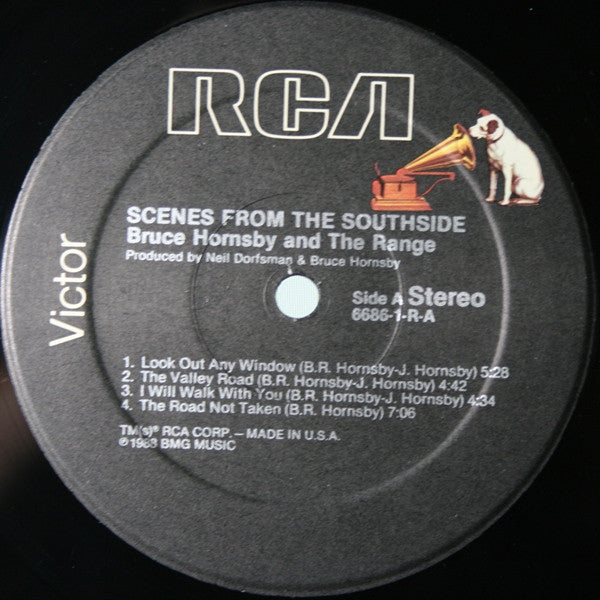 RCA
Victor
SCENES FROM THE SOUTHSIDE
Bruce Hornsby and The Range
Produced by Neil Dorfsman & Bruce Hornsby
Side A Stereo
6686-1-R-A
1. Look Out Any Window (B.R. Hornsby-J. Hornsby) 5:28
2. The Valley Road (B.R. Hornsby-J. Hornsby) 4:42
3. I Will Walk With You (B.R. Hornsby-J. Hornsby) 4:34
4. The Road Not Taken (B.R. Hornsby) 7:06
TM(s)® RCA CORP. – MADE IN U.S.A.
℗ 1988 BMG MUSIC